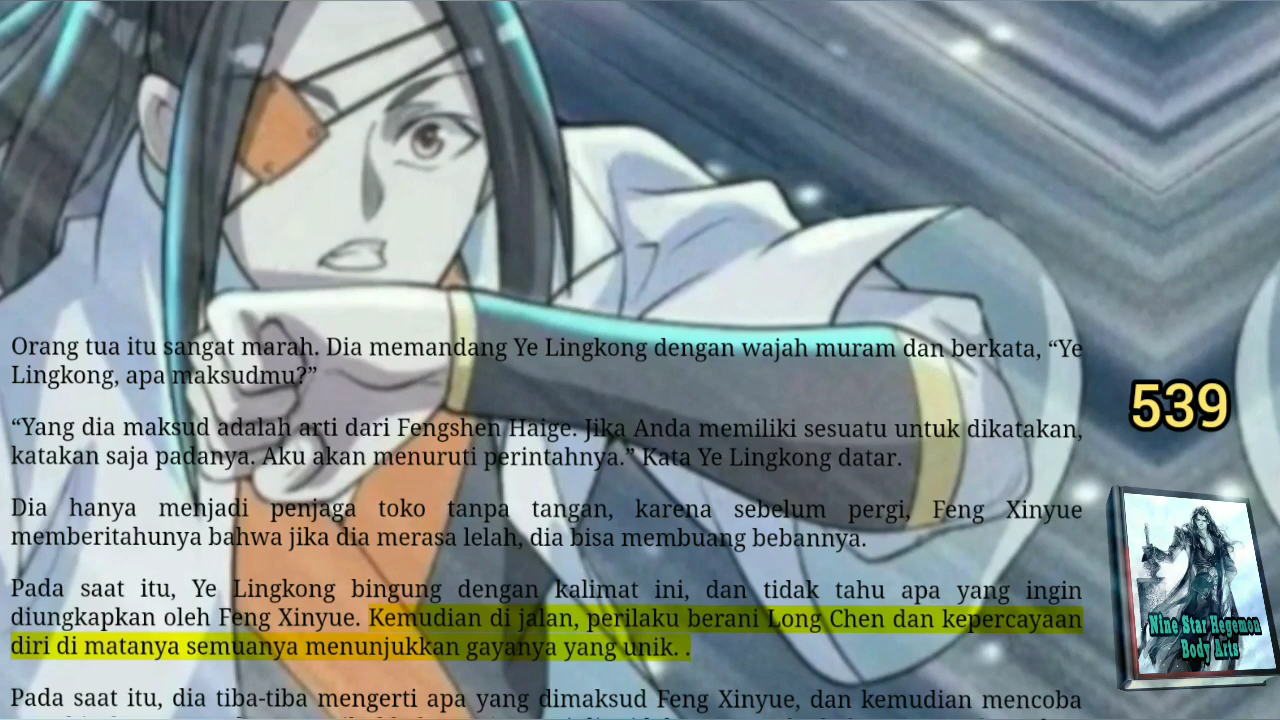 Orang tua itu sangat marah. Dia memandang Ye Lingkong dengan wajah muram dan berkata, “Ye
Lingkong, apa maksudmu?”
“Yang dia maksud adalah arti dari Fengshen Haige. Jika Anda memiliki sesuatu untuk dikatakan,
katakan saja padanya. Aku akan menuruti perintahnya.” Kata Ye Lingkong datar.
Dia hanya menjadi penjaga toko tanpa tangan, karena sebelum pergi, Feng Xinyue
memberitahunya bahwa jika dia merasa lelah, dia bisa membuang bebannya.
Pada saat itu, Ye Lingkong bingung dengan kalimat ini, dan tidak tahu apa yang ingin
diungkapkan oleh Feng Xinyue. Kemudian di jalan, perilaku berani Long Chen dan kepercayaan
diri di matanya semuanya menunjukkan gayanya yang unik. .
Pada saat itu, dia tiba-tiba mengerti apa yang dimaksud Feng Xinyue, dan kemudian mencoba
539
Nine Star Hegemon
Body Arts